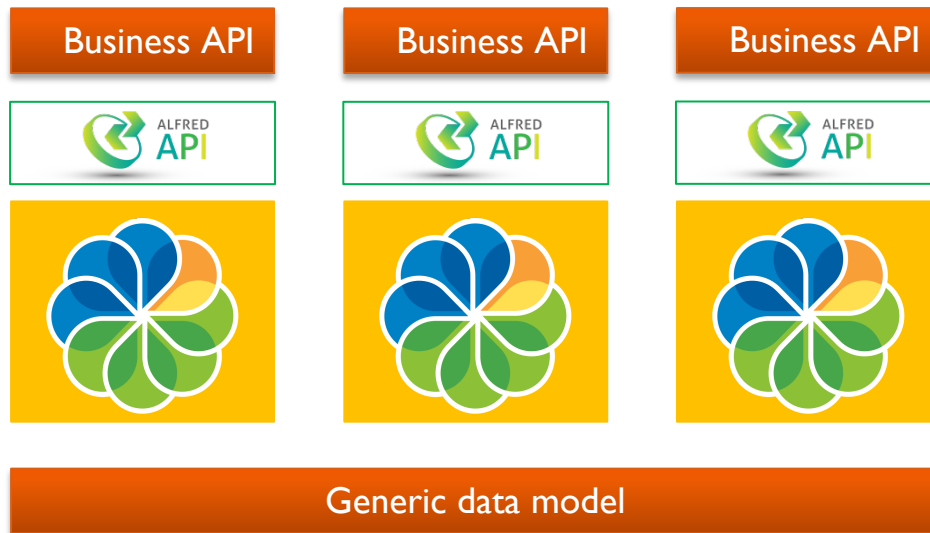 Business API
Business API
Business API
ALFRED
API
ALFRED
API
ALFRED
API
Generic data model